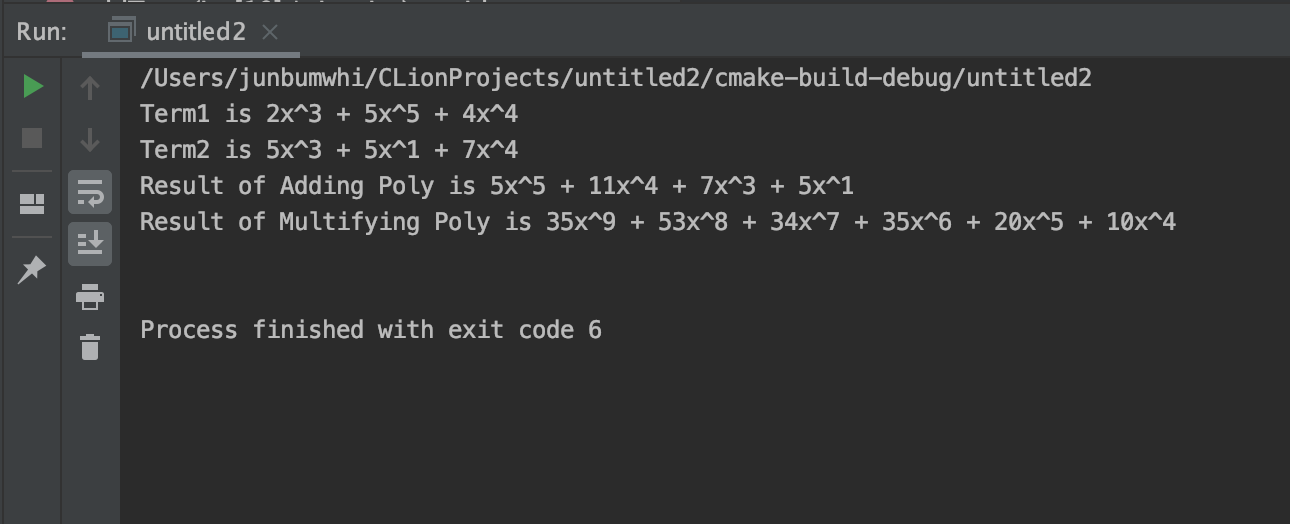 Run: untitled2
/Users/junbumwhi/CLionProjects/untitled2/cmake-build-debug/untitled2
Term1 is 2x^3 + 5x^5 + 4x^4
Term2 is 5x^3 + 5x^1 + 7x^4
Result of Adding Poly is 5x^5 + 11x^4 + 7x^3 + 5x^1
Result of Multifying Poly is 35x^9 + 53x^8 + 34x^7 + 35x^6 + 20x^5 + 10x^4
Process finished with exit code 6